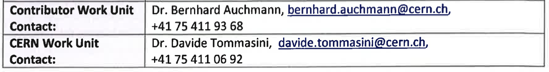 Contributor Work Unit Dr. Bernhard Auchmann, bernhard.auchmann@cern.ch,
Contact: +41 75 411 93 68
CERN Work Unit Dr. Davide Tommasini, davide.tommasini@cern.ch,
Contact: +41 75 411 06 92